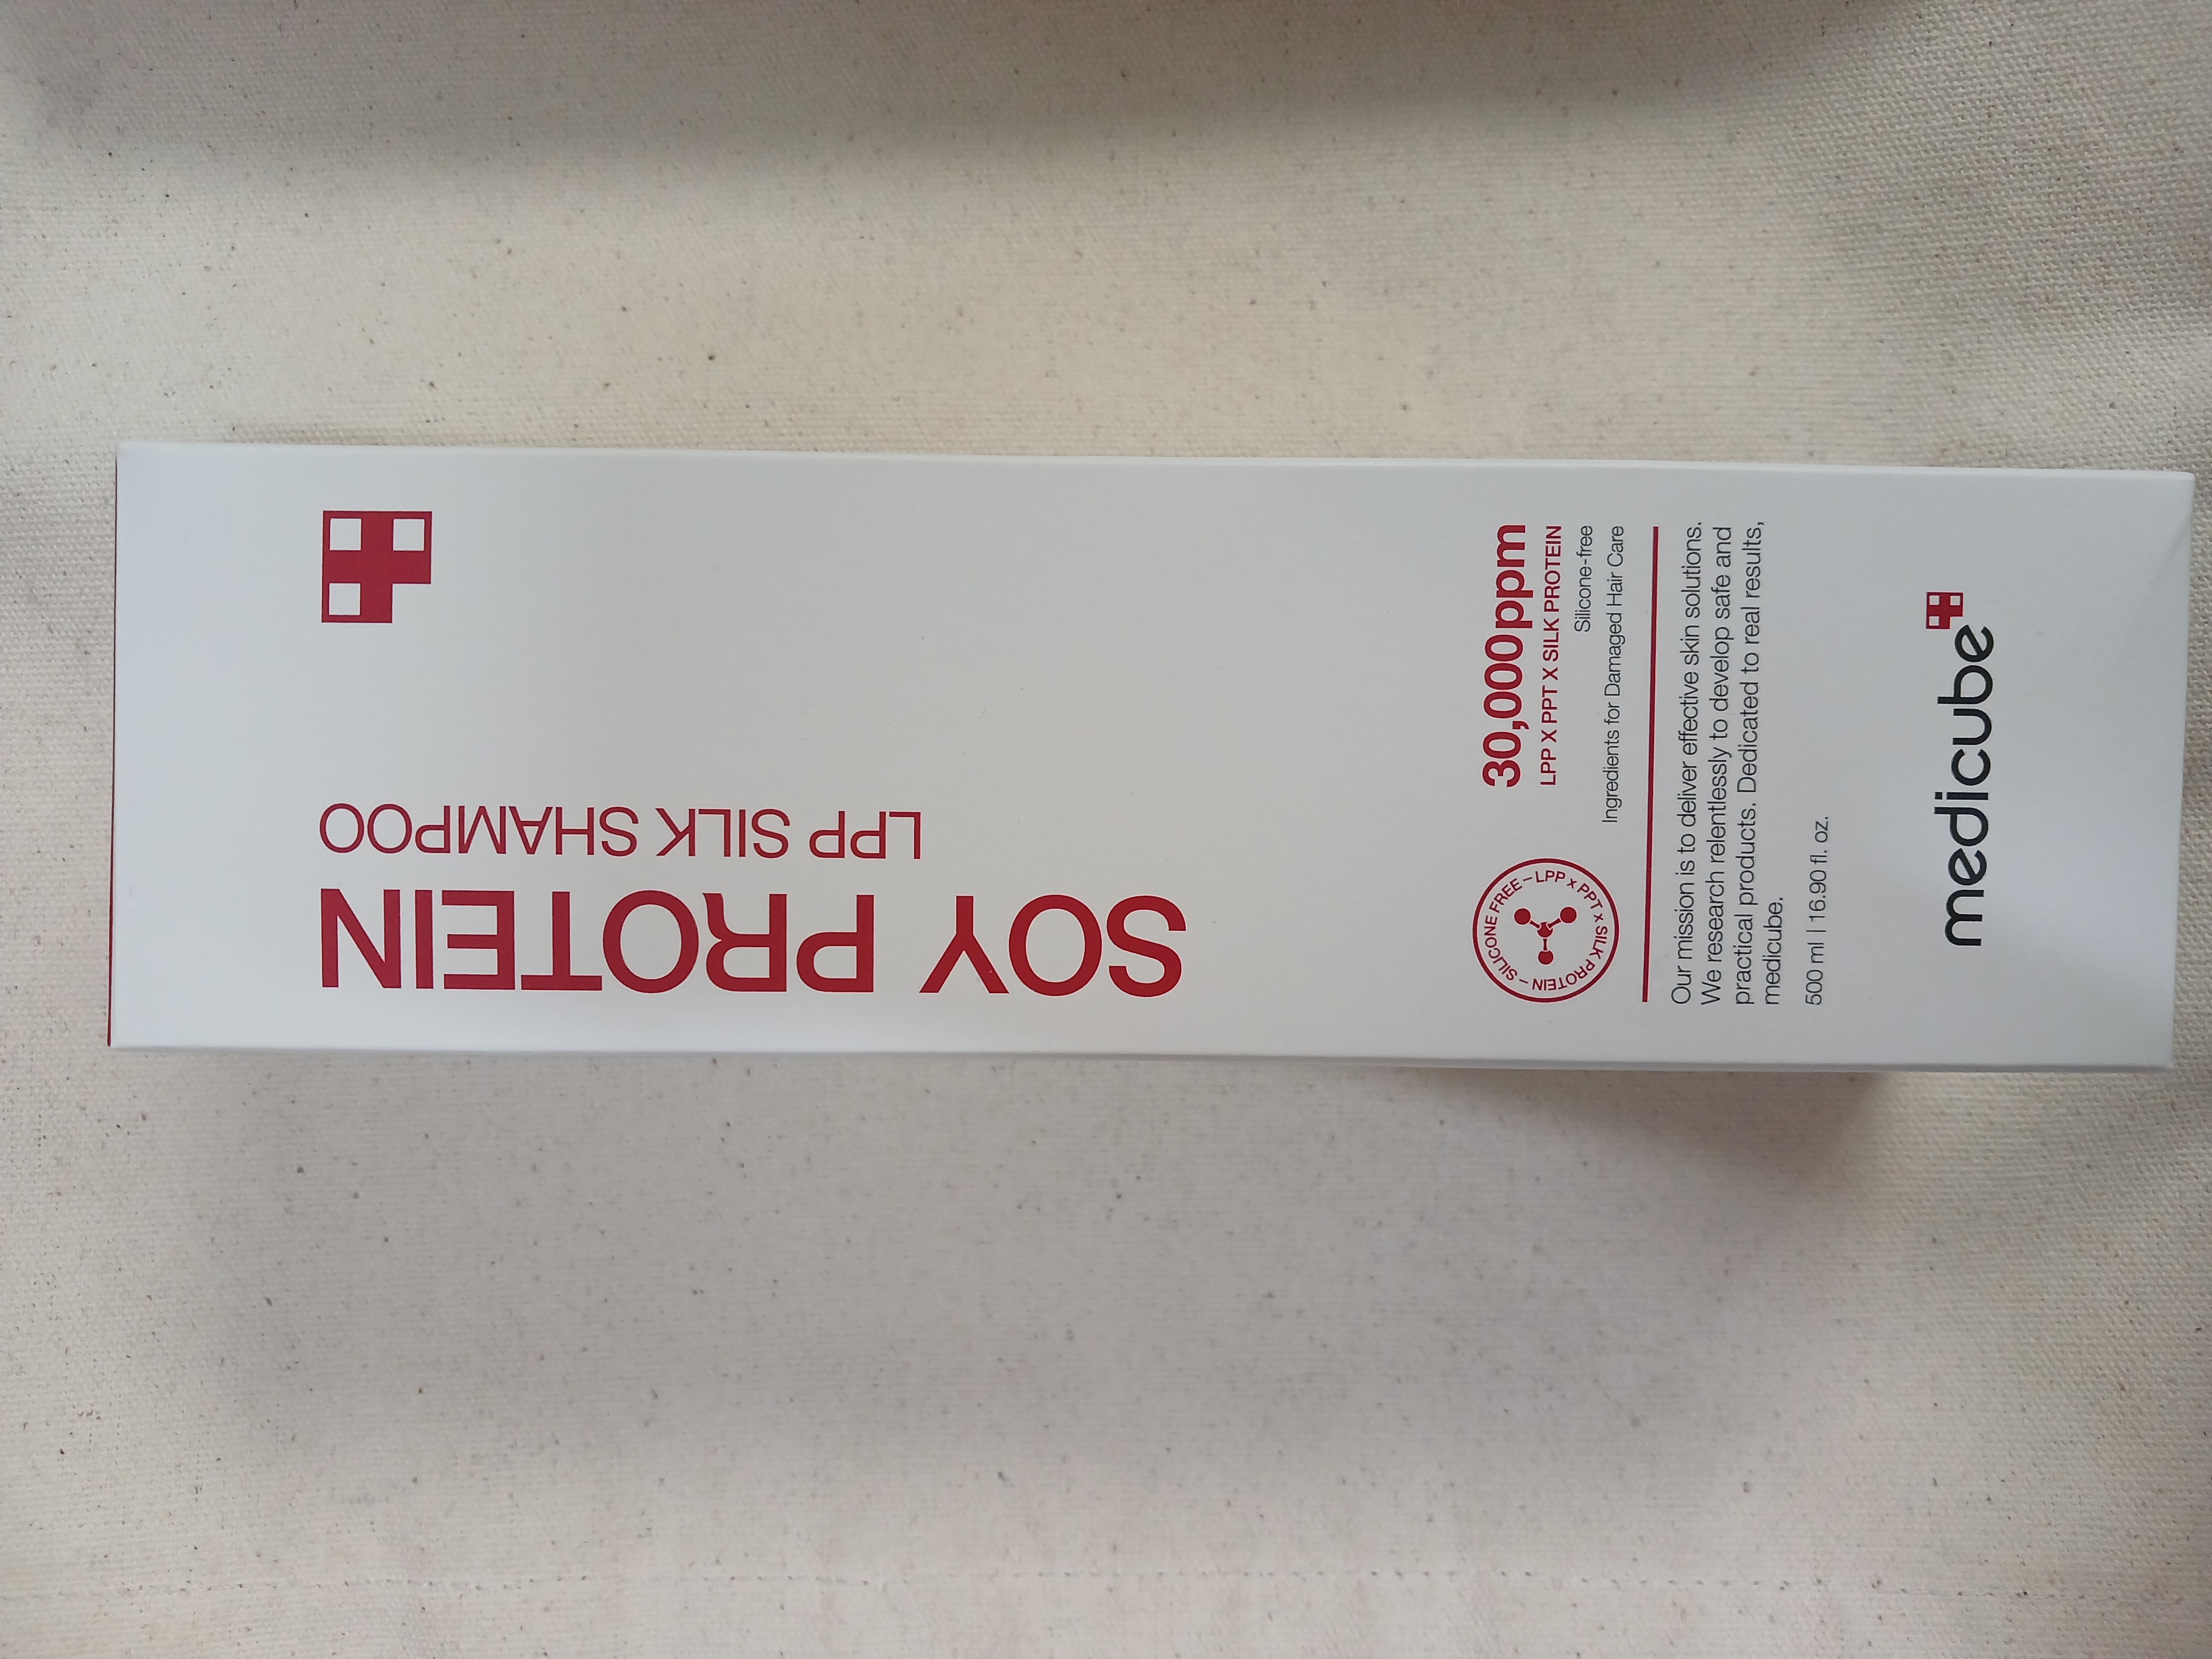 SOY PROTEIN
LPP SILK SHAMPOO
SILICONE FREE – LPP x PPT x SILK PROTEIN –
30,000ppm
LPP X PPT X SILK PROTEIN
Silicone-free
Ingredients for Damaged Hair Care
Our mission is to deliver effective skin solutions.
We research relentlessly to develop safe and
practical products. Dedicated to real results,
medicube.
500 ml | 16.90 fl. oz.
medicube